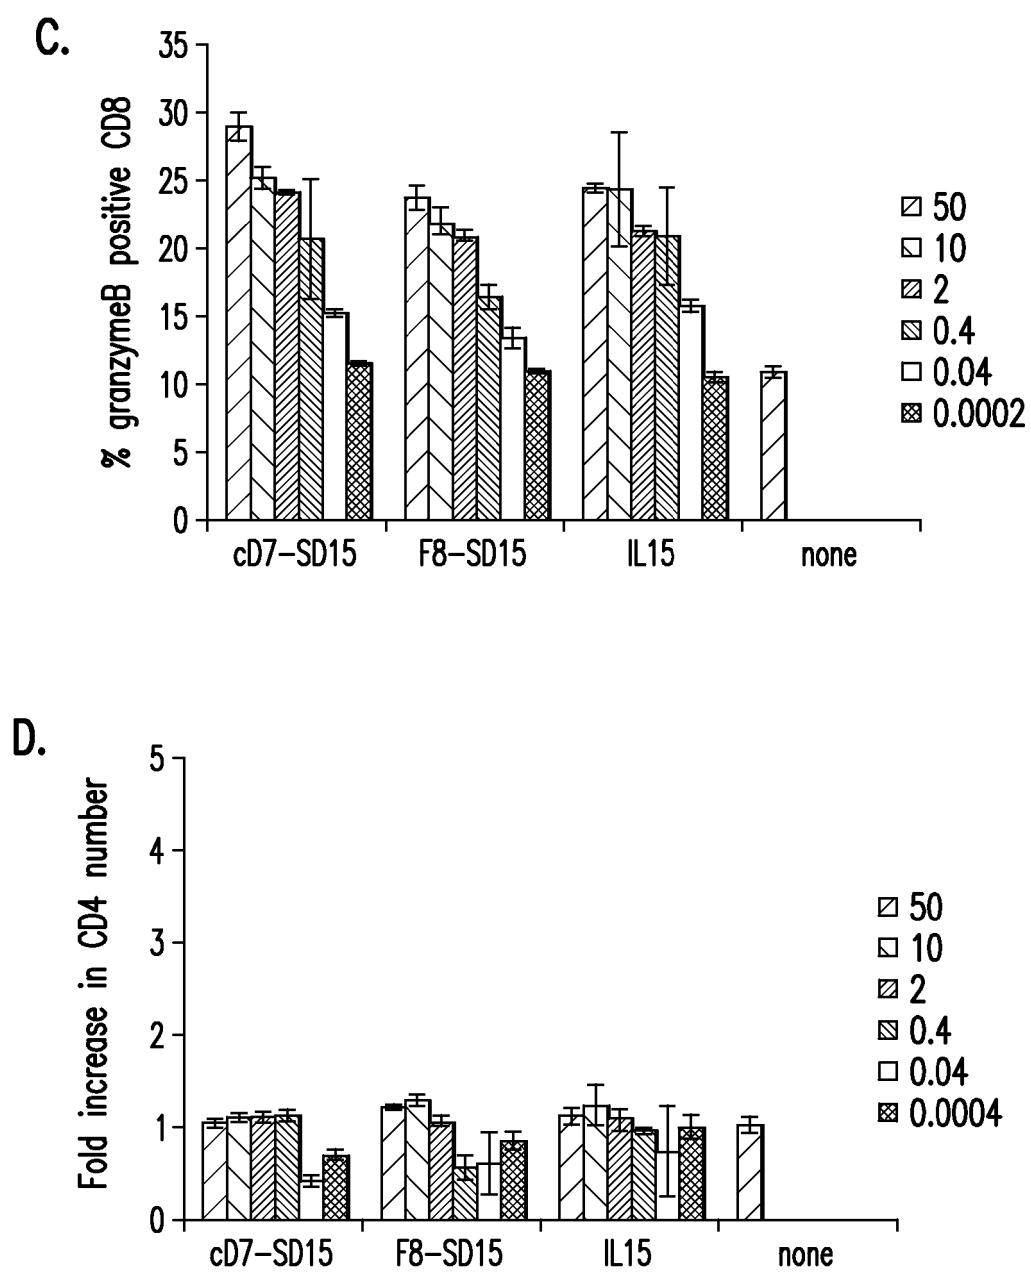 C.
% granzymeB positive CD8
35
30
25
20
15
10
5
0
cD7-SD15
F8-SD15
IL15
none
50
10
2
0.4
0.04
0.0002
D.
Fold increase in CD4 number
5
4
3
2
1
0
cD7-SD15
F8-SD15
IL15
none
50
10
2
0.4
0.04
0.0004